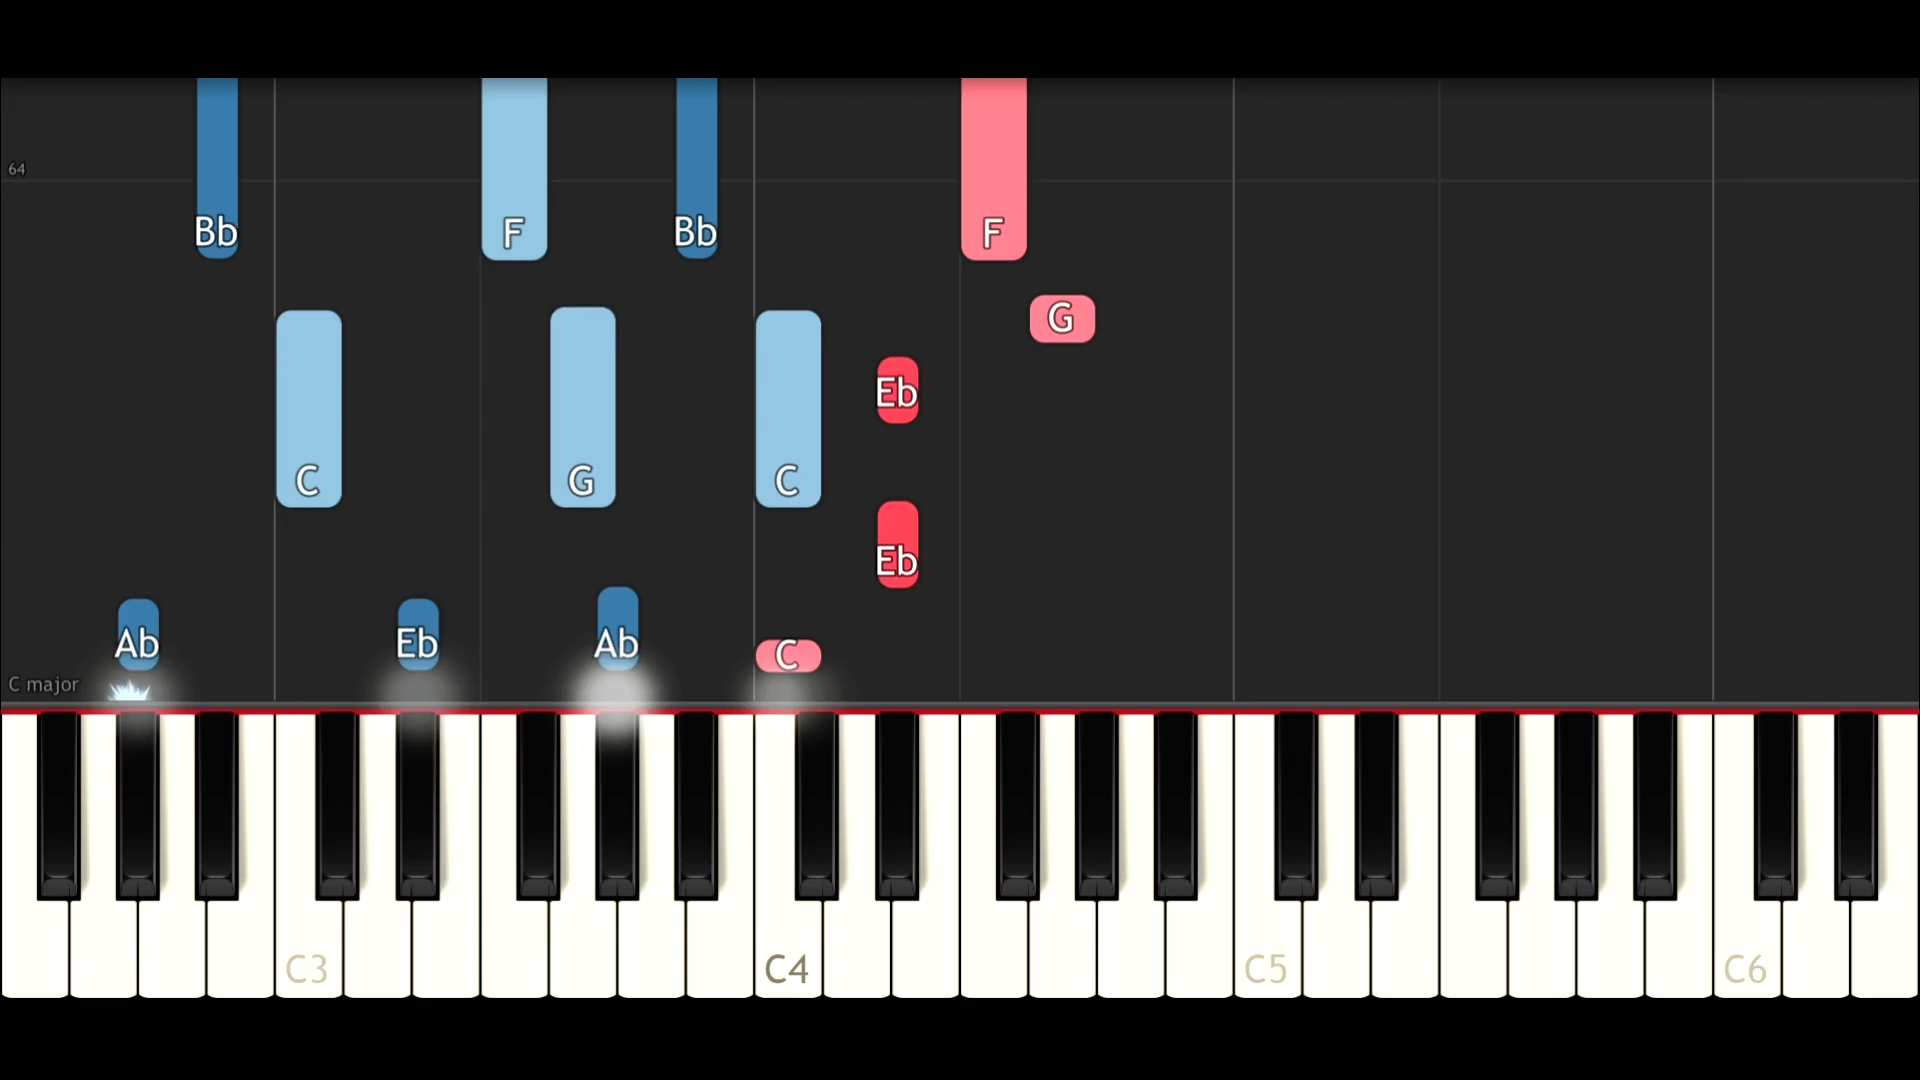 64
Bb F Bb F
G
Eb
C G C
Eb
Ab Eb Ab C
C major
C3 C4 C5 C6